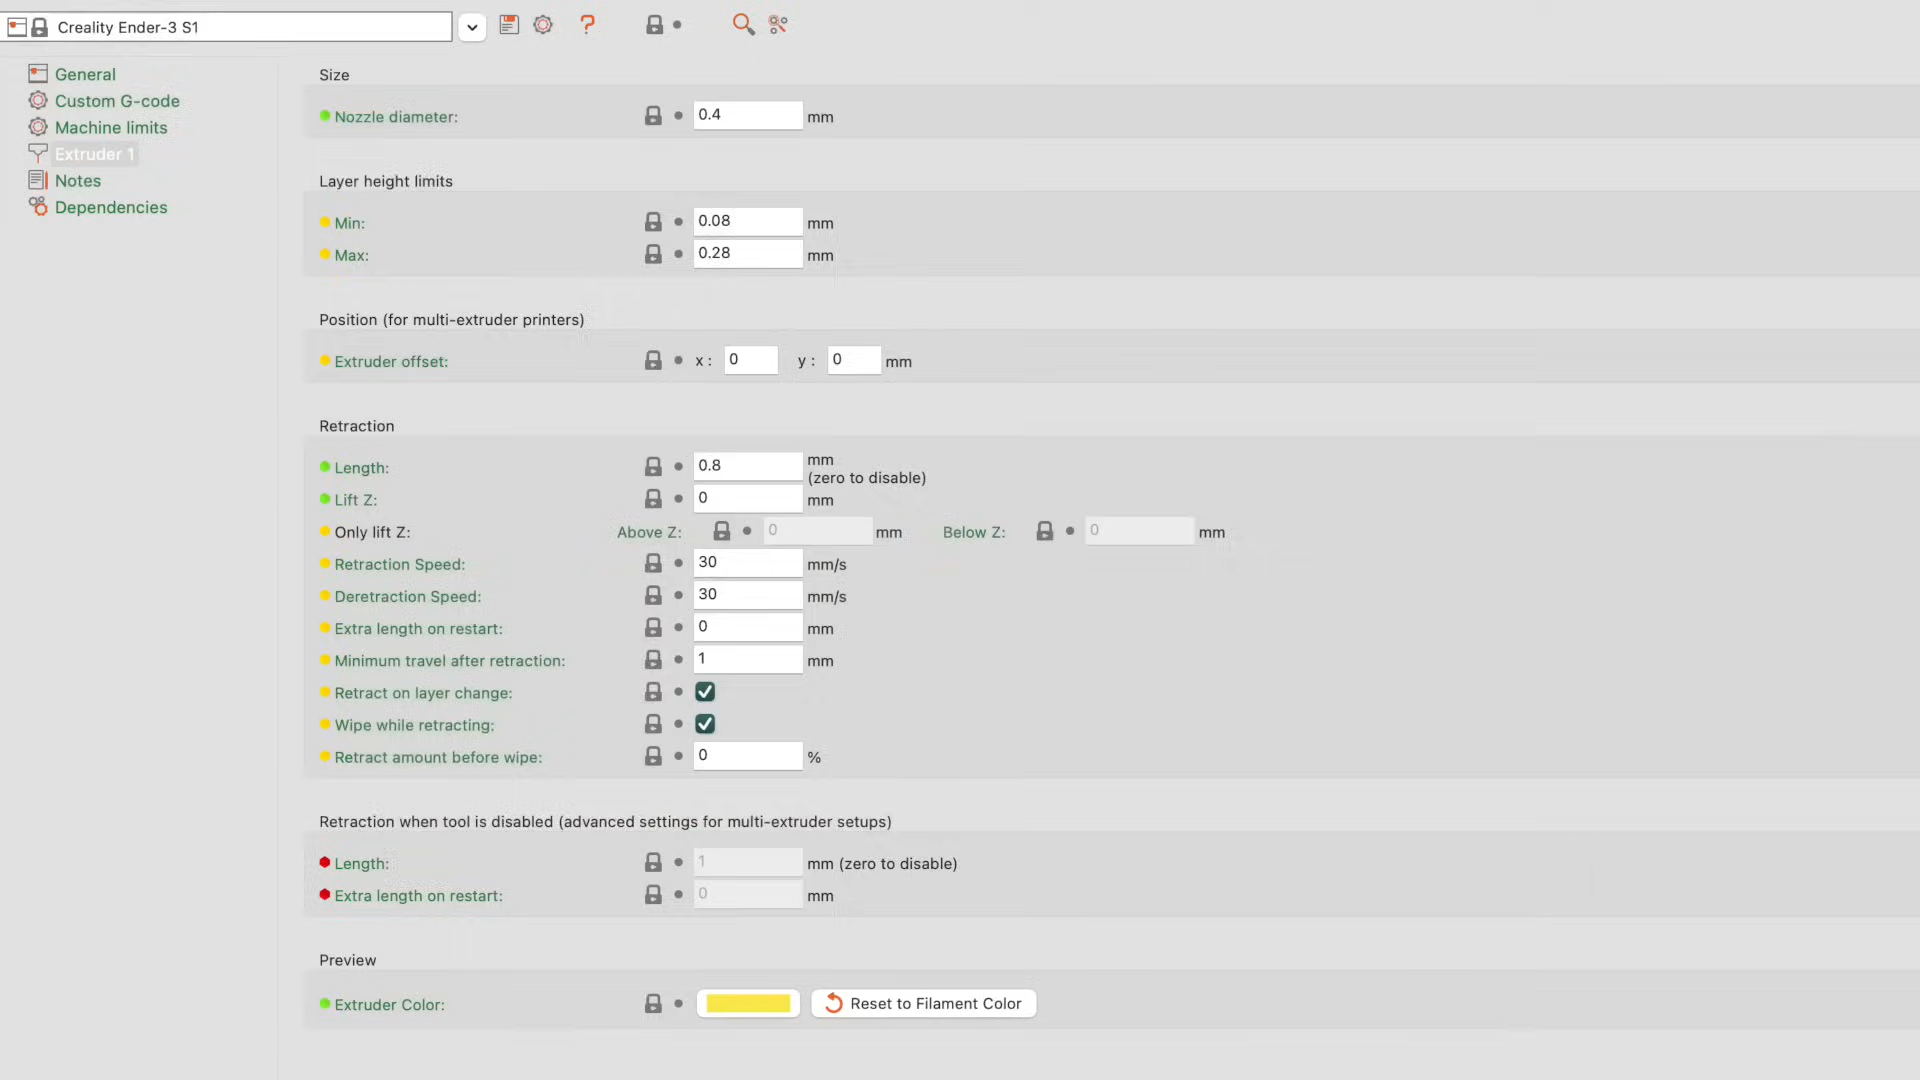 Creality Ender-3 S1
General
Custom G-code
Machine limits
Extruder 1
Notes
Dependencies
Size
Nozzle diameter: 0.4 mm
Layer height limits
Min: 0.08 mm
Max: 0.28 mm
Position (for multi-extruder printers)
Extruder offset: x : 0 y : 0 mm
Retraction
Length: 0.8 mm (zero to disable)
Lift Z: 0 mm
Only lift Z: Above Z: 0 mm Below Z: 0 mm
Retraction Speed: 30 mm/s
Deretraction Speed: 30 mm/s
Extra length on restart: 0 mm
Minimum travel after retraction: 1 mm
Retract on layer change:
Wipe while retracting:
Retract amount before wipe: 0 %
Retraction when tool is disabled (advanced settings for multi-extruder setups)
Length: 1 mm (zero to disable)
Extra length on restart: 0 mm
Preview
Extruder Color: Reset to Filament Color